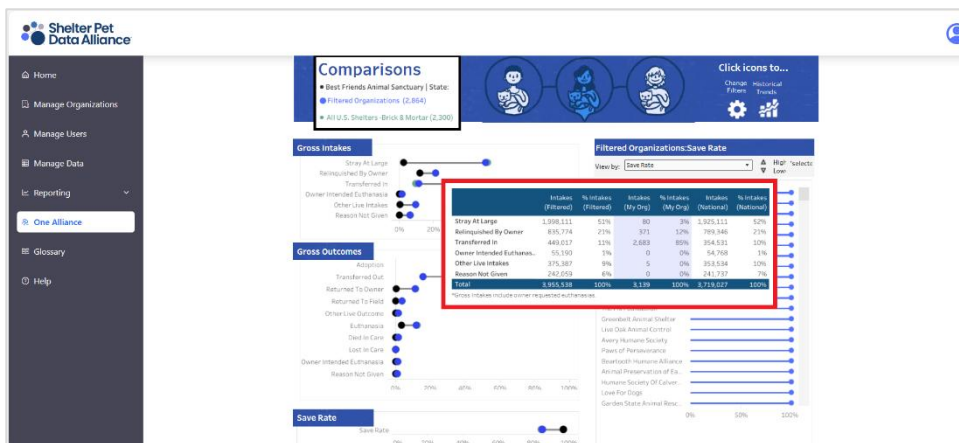 Shelter Pet
Data Alliance
Home
Manage Organizations
Manage Users
Manage Data
Reporting
One Alliance
Glossary
Help
Comparisons
Best Friends Animal Sanctuary | State:
Filtered Organizations (2,864)
All U.S. Shelters -Brick & Mortar (2,300)
Click icons to...
Change Filters
Historical Trends
Gross Intakes
Stray At Large
Relinquished By Owner
Transferred In
Owner Intended Euthanasia
Other Live Intakes
Reason Not Given
0% 20%
Filtered Organizations:Save Rate
View by: Save Rate
High
Low
Intakes (Filtered) % Intakes (Filtered) Intakes (My Org) % Intakes (My Org) Intakes (National) % Intakes (National)
Stray At Large 1,998,111 51% 80 3% 1,925,111 52%
Relinquished By Owner 835,774 21% 371 12% 789,346 21%
Transferred In 449,017 11% 2,683 85% 354,531 10%
Owner Intended Euthanas.. 55,190 1% 0 0% 54,768 1%
Other Live Intakes 375,387 9% 5 0% 353,534 10%
Reason Not Given 242,059 6% 0 0% 241,737 7%
Total 3,955,538 100% 3,139 100% 3,719,027 100%
*Gross Intakes include owner requested euthanasias
Gross Outcomes
Adoption
Transferred Out
Returned To Owner
Returned To Field
Other Live Outcome
Euthanasia
Died In Care
Lost In Care
Owner Intended Euthanasia
Reason Not Given
0% 20% 40% 60% 80% 100%
Greenbelt Animal Shelter
Live Oak Animal Control
Avery Humane Society
Paws of Perseverance
Beartooth Humane Alliance
Animal Preservation of Ea..
Humane Society Of Calver..
Love For Dogs
Garden State Animal Resc..
0% 50% 100%
Save Rate
Save Rate
0% 20% 40% 60% 80% 100%